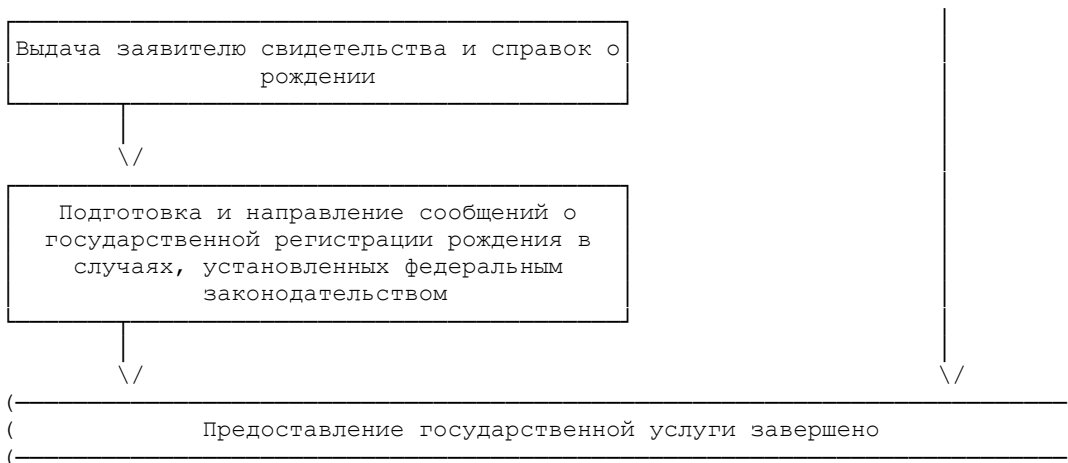 Выдача заявителю свидетельства и справок о
рождении
Подготовка и направление сообщений о
государственной регистрации рождения в
случаях, установленных федеральным
законодательством
Предоставление государственной услуги завершено